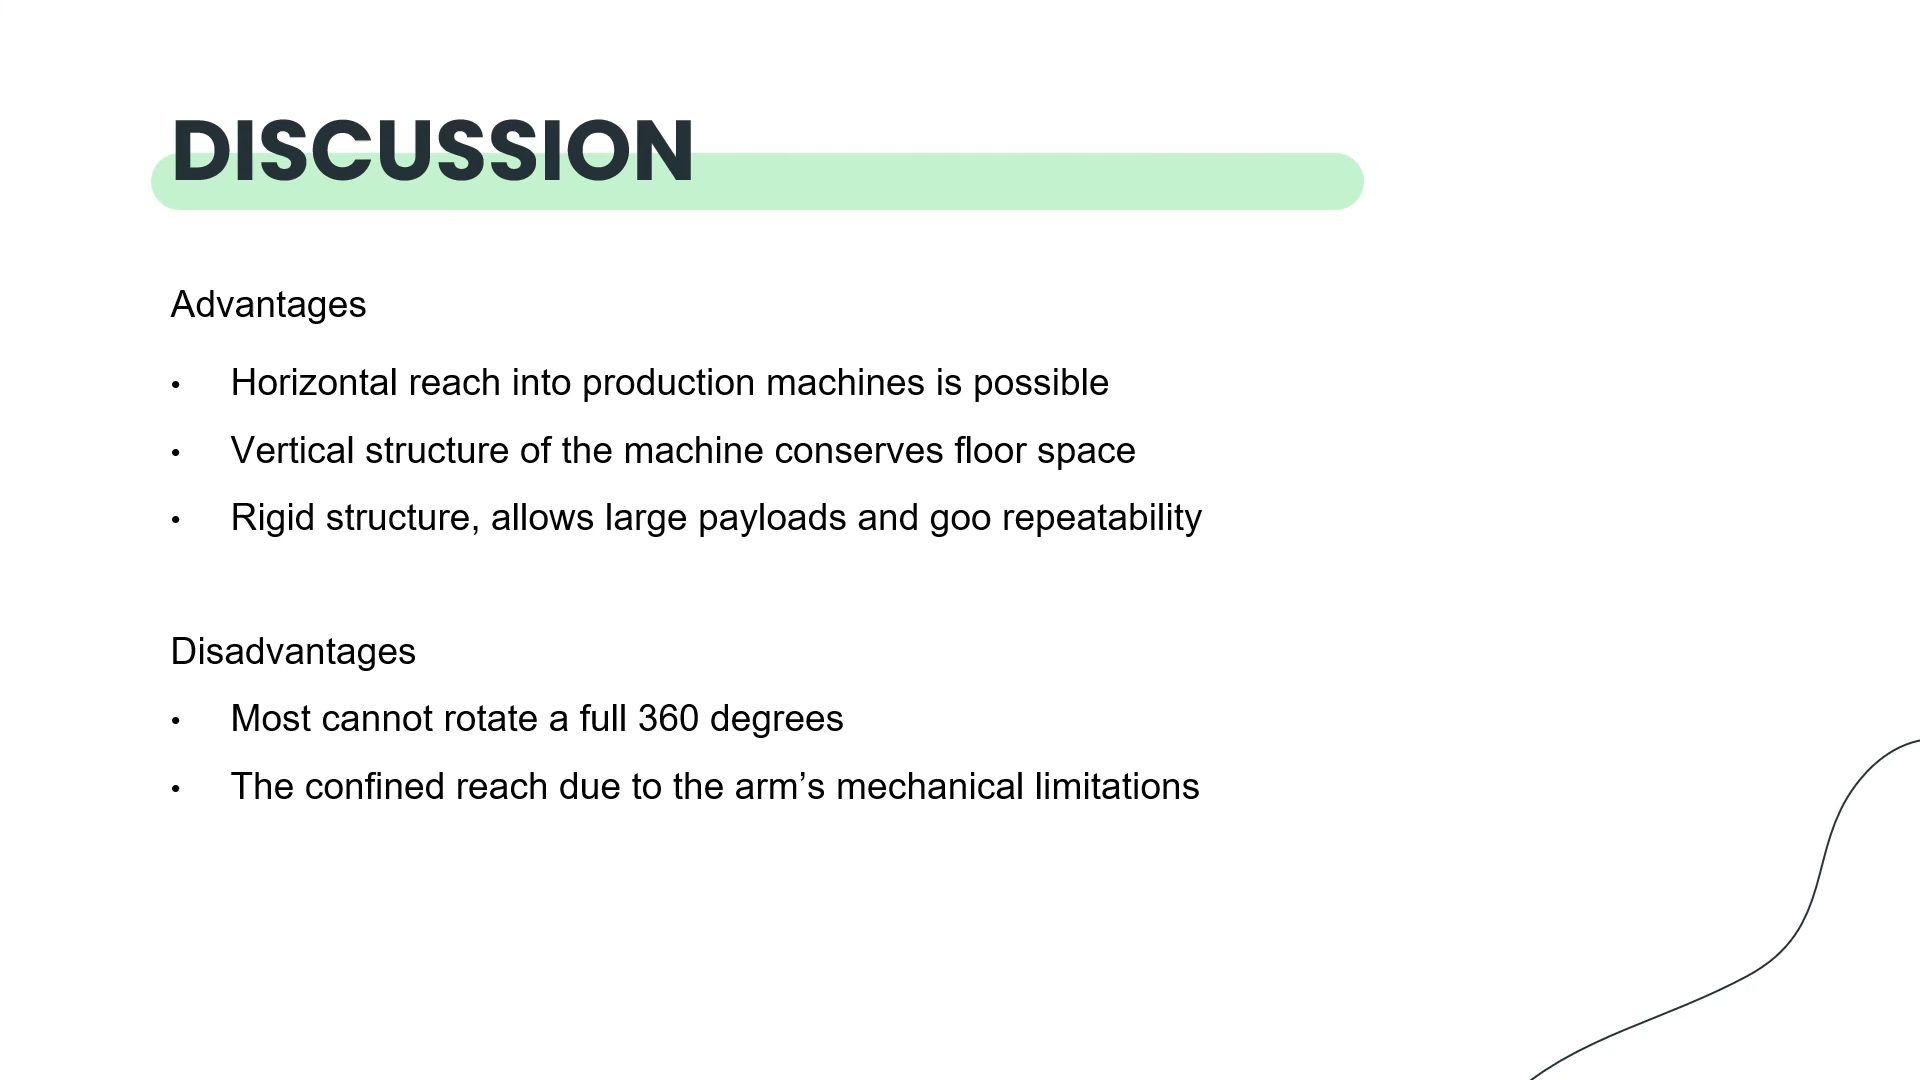 DISCUSSION
Advantages
• Horizontal reach into production machines is possible
• Vertical structure of the machine conserves floor space
• Rigid structure, allows large payloads and goo repeatability
Disadvantages
• Most cannot rotate a full 360 degrees
• The confined reach due to the arm’s mechanical limitations